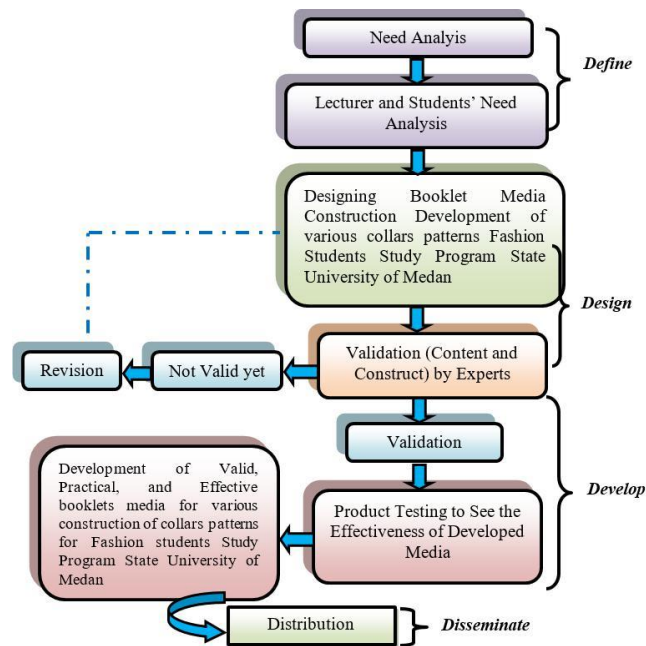 Need Analyis
Define
Lecturer and Students' Need
Analysis
Designing Booklet Media
Construction Development of
various collars patterns Fashion
Students Study Program State
University of Medan
Design
Validation (Content and
Construct) by Experts
Not Valid yet
Revision
Validation
Develop
Product Testing to See the
Effectiveness of Developed
Media
Development of Valid,
Practical, and Effective
booklets media for various
construction of collars patterns
for Fashion students Study
Program State University of
Medan
Distribution
Disseminate